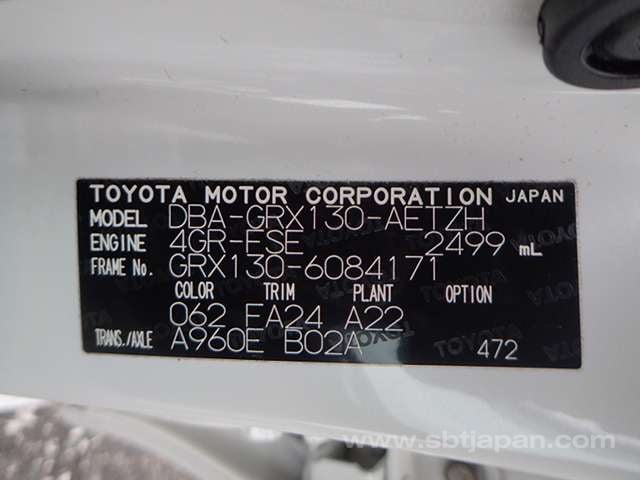 TOYOTA MOTOR CORPORATION JAPAN
MODEL DBA-GRX130-AETZH
ENGINE 4GR-FSE 2499 mL
FRAME No. GRX130-6084171
COLOR TRIM PLANT OPTION
062 FA24 A22
TRANS./AXLE A960E B02A 472
www.sbtjapan.com